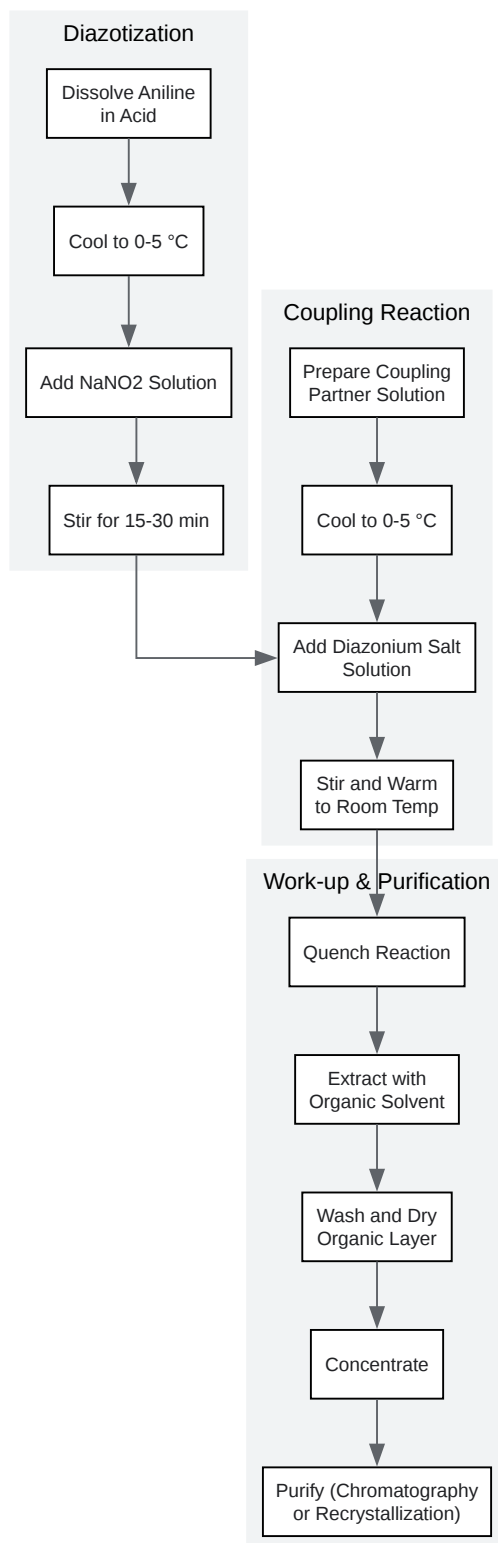 Diazotization
Dissolve Aniline
in Acid
Cool to 0-5 °C
Add NaNO2 Solution
Stir for 15-30 min
Coupling Reaction
Prepare Coupling
Partner Solution
Cool to 0-5 °C
Add Diazonium Salt
Solution
Stir and Warm
to Room Temp
Work-up & Purification
Quench Reaction
Extract with
Organic Solvent
Wash and Dry
Organic Layer
Concentrate
Purify (Chromatography
or Recrystallization)